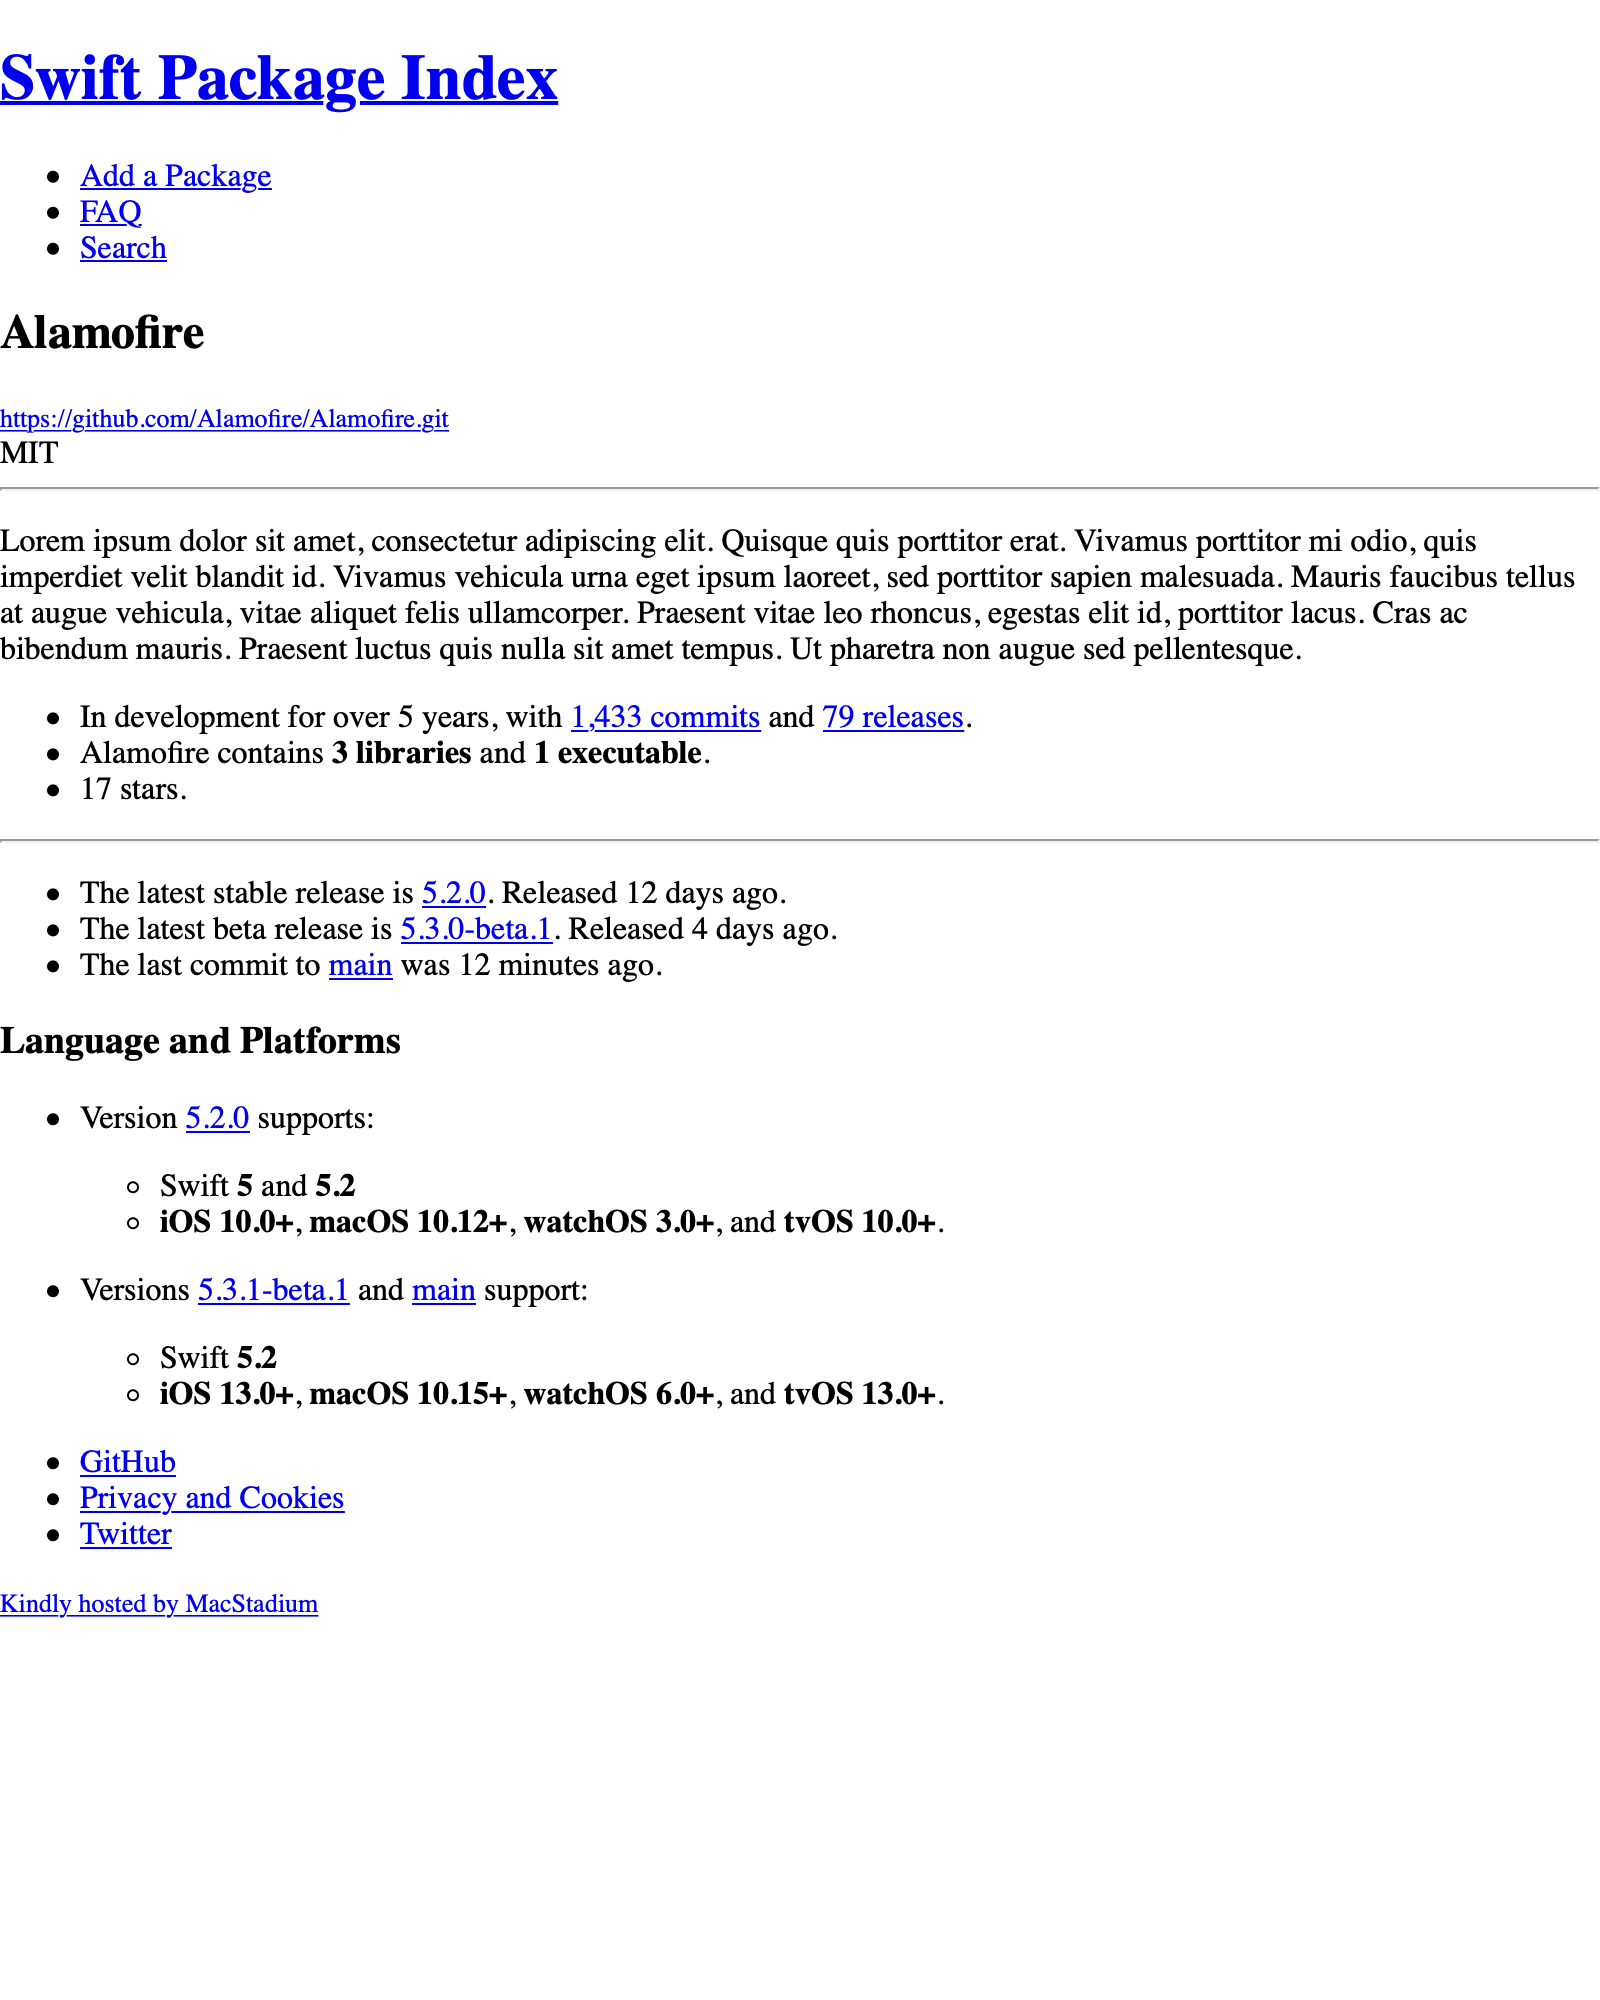 Swift Package Index
Add a Package
FAQ
Search
Alamofire
https://github.com/Alamofire/Alamofire.git
MIT
Lorem ipsum dolor sit amet, consectetur adipiscing elit. Quisque quis porttitor erat. Vivamus porttitor mi odio, quis
imperdiet velit blandit id. Vivamus vehicula urna eget ipsum laoreet, sed porttitor sapien malesuada. Mauris faucibus tellus
at augue vehicula, vitae aliquet felis ullamcorper. Praesent vitae leo rhoncus, egestas elit id, porttitor lacus. Cras ac
bibendum mauris. Praesent luctus quis nulla sit amet tempus. Ut pharetra non augue sed pellentesque.
In development for over 5 years, with 1,433 commits and 79 releases.
Alamofire contains 3 libraries and 1 executable.
17 stars.
The latest stable release is 5.2.0. Released 12 days ago.
The latest beta release is 5.3.0-beta.1. Released 4 days ago.
The last commit to main was 12 minutes ago.
Language and Platforms
Version 5.2.0 supports:
Swift 5 and 5.2
iOS 10.0+, macOS 10.12+, watchOS 3.0+, and tvOS 10.0+.
Versions 5.3.1-beta.1 and main support:
Swift 5.2
iOS 13.0+, macOS 10.15+, watchOS 6.0+, and tvOS 13.0+.
GitHub
Privacy and Cookies
Twitter
Kindly hosted by MacStadium